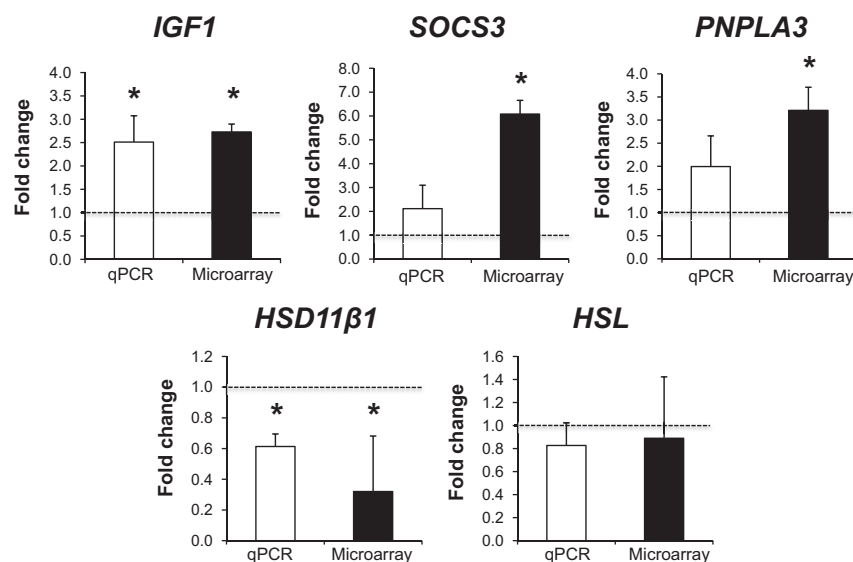 IGF1
SOCS3
PNPLA3
Fold change
4.0
3.5
3.0
2.5
2.0
1.5
1.0
0.5
0.0
*
*
qPCR
Microarray
Fold change
8.0
7.0
6.0
5.0
4.0
3.0
2.0
1.0
0.0
*
qPCR
Microarray
Fold change
4.0
3.5
3.0
2.5
2.0
1.5
1.0
0.5
0.0
*
qPCR
Microarray
HSD11β1
HSL
Fold change
1.2
1.0
0.8
0.6
0.4
0.2
0.0
*
*
qPCR
Microarray
Fold change
1.6
1.4
1.2
1.0
0.8
0.6
0.4
0.2
0.0
qPCR
Microarray